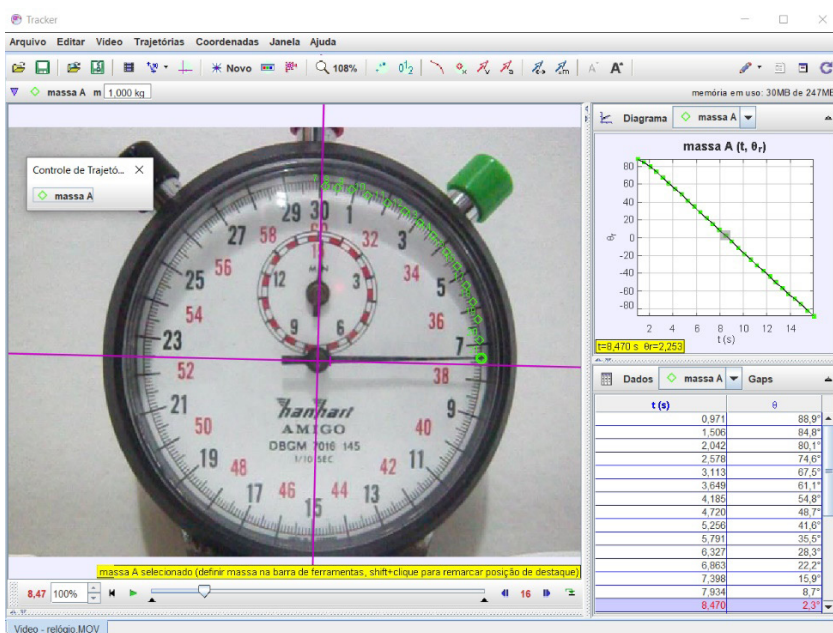 Tracker
Arquivo Editar Video Trajetórias Coordenadas Janela Ajuda
Novo 108%
massa A m 1,000 kg memória em uso: 30MB de 247MB
Controle de Trajetó...
massa A
Diagrama massa A
massa A (t, θr)
80
60
40
20
0
-20
-40
-60
-80
θr
2 4 6 8 10 12 14
t (s)
t=8,470 s θr=2,253
29 30 1
27 58 60 32 3
56 34
25 12 MIN 3 5
54 36
9 6
23 7
52 38
21 9
50 40
hanhart
AMIGO
DBGM 7016 145
1/10 SEC
19 48 42 11
17 46 44 13
15
Dados massa A Gaps
t (s) θ
0,971 88,9°
1,506 84,8°
2,042 80,1°
2,578 74,6°
3,113 67,5°
3,649 61,1°
4,185 54,8°
4,720 48,7°
5,256 41,6°
5,791 35,5°
6,327 28,3°
6,863 22,2°
7,398 15,9°
7,934 8,7°
8,470 2,3°
massa A selecionado (definir massa na barra de ferramentas, shift+clique para remarcar posição de destaque)
8,47 100% 16
Video - relógio.MOV